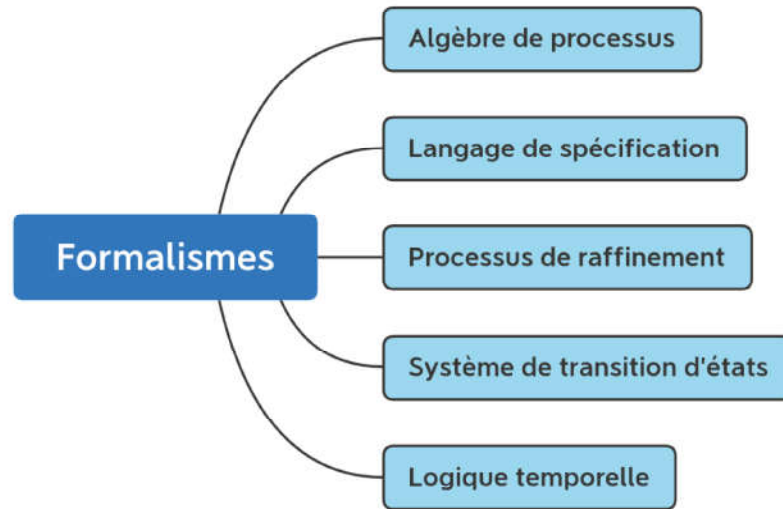 Algèbre de processus
Langage de spécification
Formalismes
Processus de raffinement
Système de transition d'états
Logique temporelle